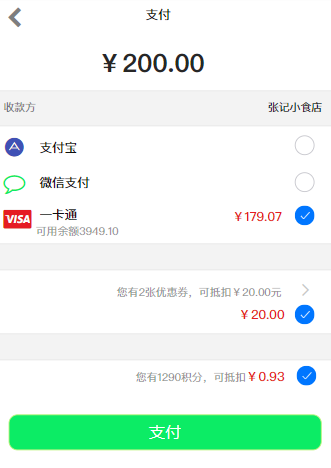 支付
￥200.00
收款方 张记小食店
支付宝
微信支付
VISA 一卡通 ￥179.07
可用余额3949.10
您有2张优惠券，可抵扣￥20.00元
￥20.00
您有1290积分，可抵扣￥0.93
支付